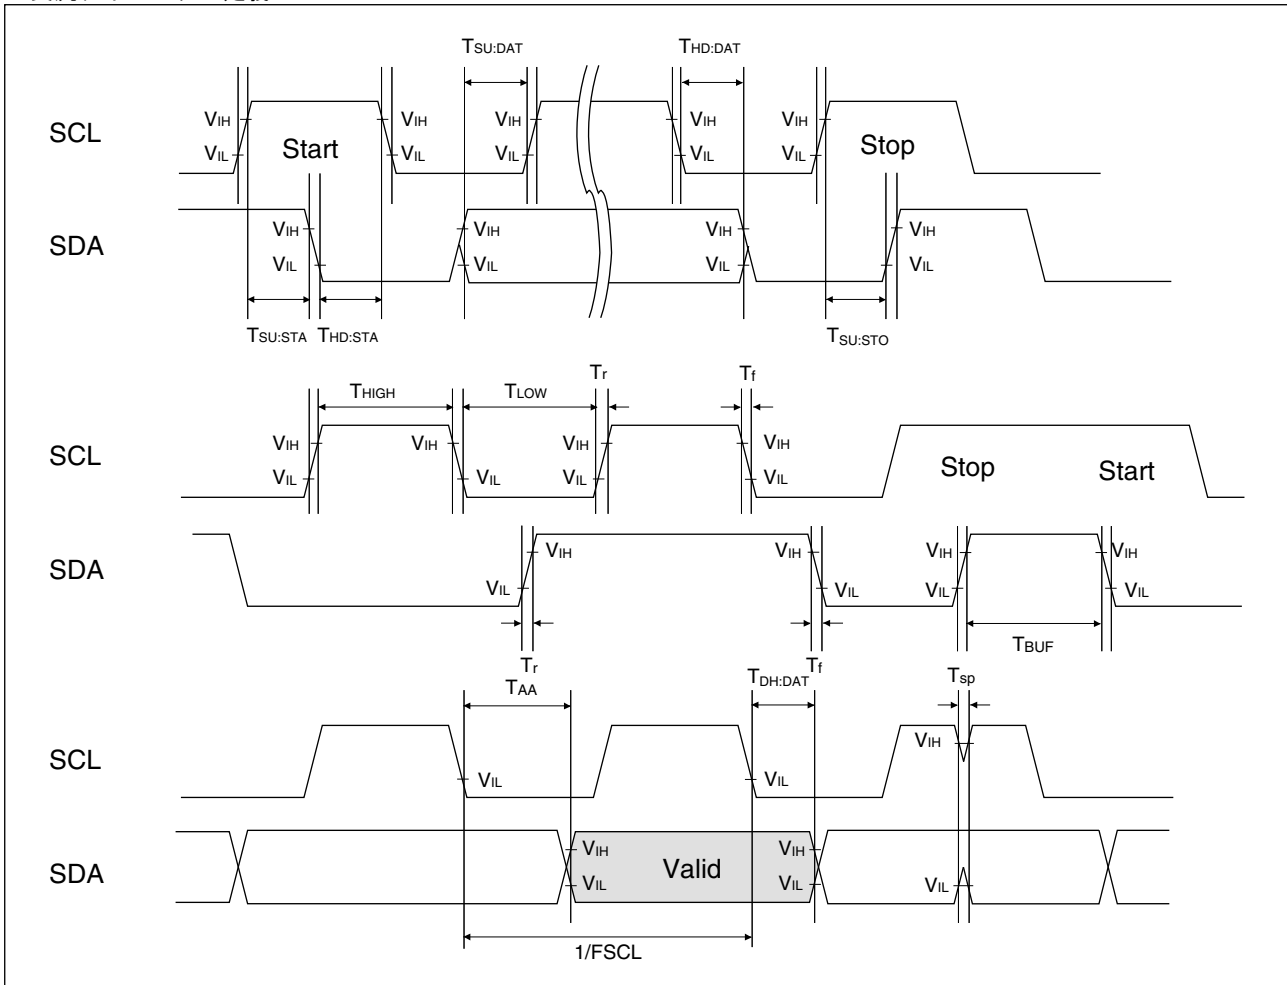 TSU:DAT THD:DAT
SCL VIH VIH VIH VIH VIH
Start Stop
VIL VIL VIL VIL VIL
SDA VIH VIH VIH VIH
VIL VIL VIL VIL
TSU:STA THD:STA TSU:STO
THIGH TLOW Tr Tf
SCL VIH VIH VIH VIH
Stop Start
VIL VIL VIL VIL
SDA VIH VIH VIH VIH
VIL VIL VIL VIL
Tr Tf TBUF
TAA TDH:DAT Tsp
SCL VIH
VIL VIL
SDA VIH Valid VIH
VIL VIL VIL
1/FSCL